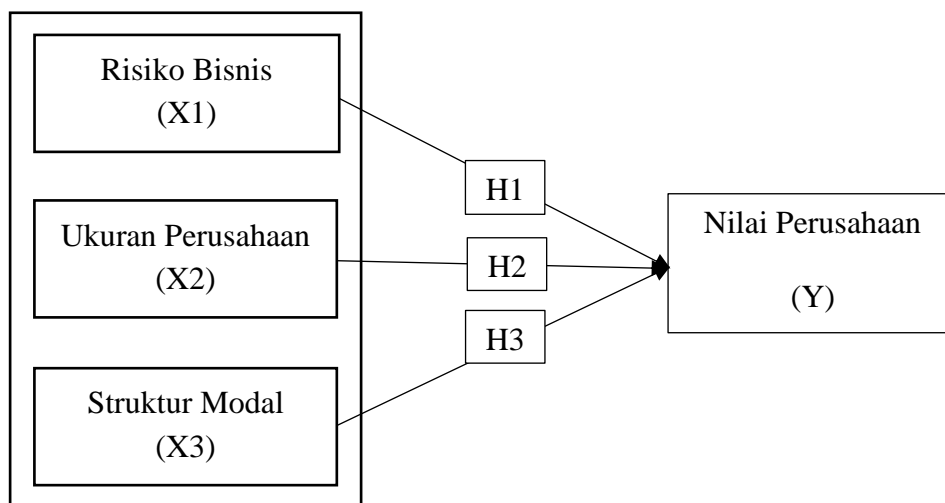 Risiko Bisnis
(X1)
Ukuran Perusahaan
(X2)
Struktur Modal
(X3)
H1
H2
H3
Nilai Perusahaan
(Y)